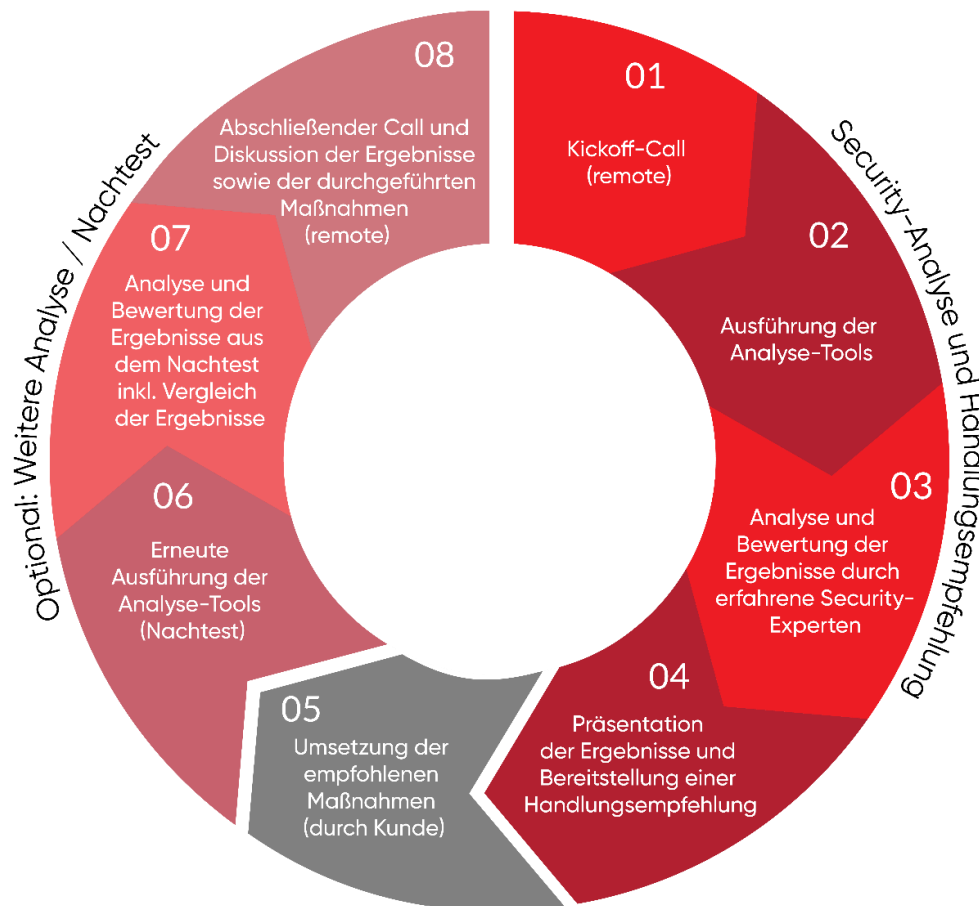 01
Kickoff-Call
(remote)
02
Ausführung der
Analyse-Tools
03
Analyse und
Bewertung der
Ergebnisse durch
erfahrene Security-
Experten
04
Präsentation
der Ergebnisse und
Bereitstellung einer
Handlungsempfehlung
Security-Analyse und Handlungsempfehlung
05
Umsetzung der
empfohlenen
Maßnahmen
(durch Kunde)
06
Erneute
Ausführung der
Analyse-Tools
(Nachtest)
07
Analyse und
Bewertung der
Ergebnisse aus
dem Nachtest
inkl. Vergleich
der Ergebnisse
08
Abschließender Call und
Diskussion der Ergebnisse
sowie der durchgeführten
Maßnahmen
(remote)
Optional: Weitere Analyse / Nachtest